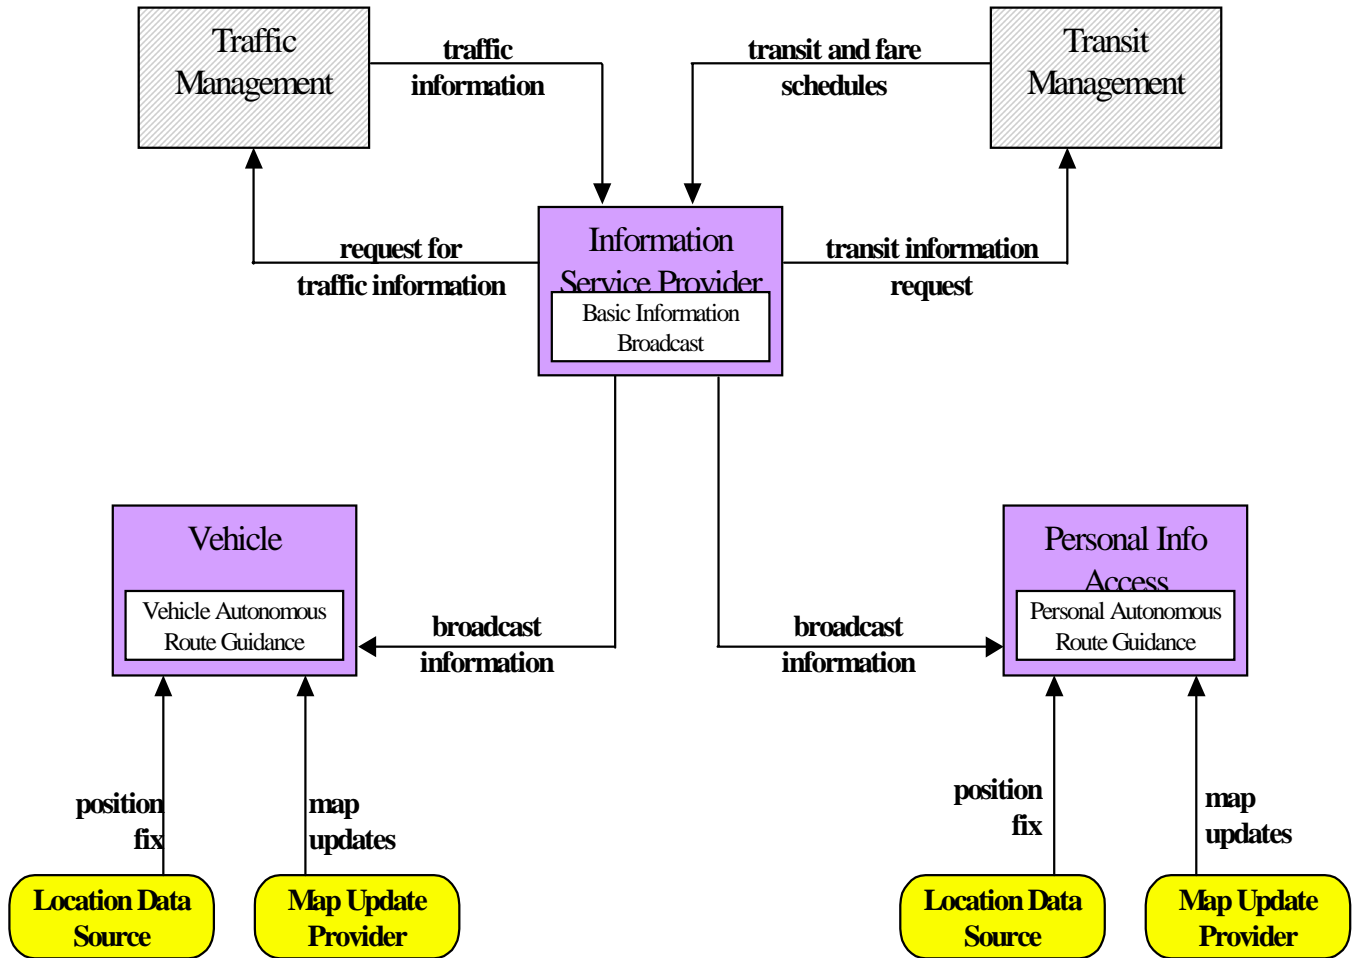 Traffic
Management
traffic
information
transit and fare
schedules
Transit
Management
request for
traffic information
Information
Service Provider
Basic Information
Broadcast
transit information
request
Vehicle
Vehicle Autonomous
Route Guidance
broadcast
information
broadcast
information
Personal Info
Access
Personal Autonomous
Route Guidance
position
fix
map
updates
position
fix
map
updates
Location Data
Source
Map Update
Provider
Location Data
Source
Map Update
Provider